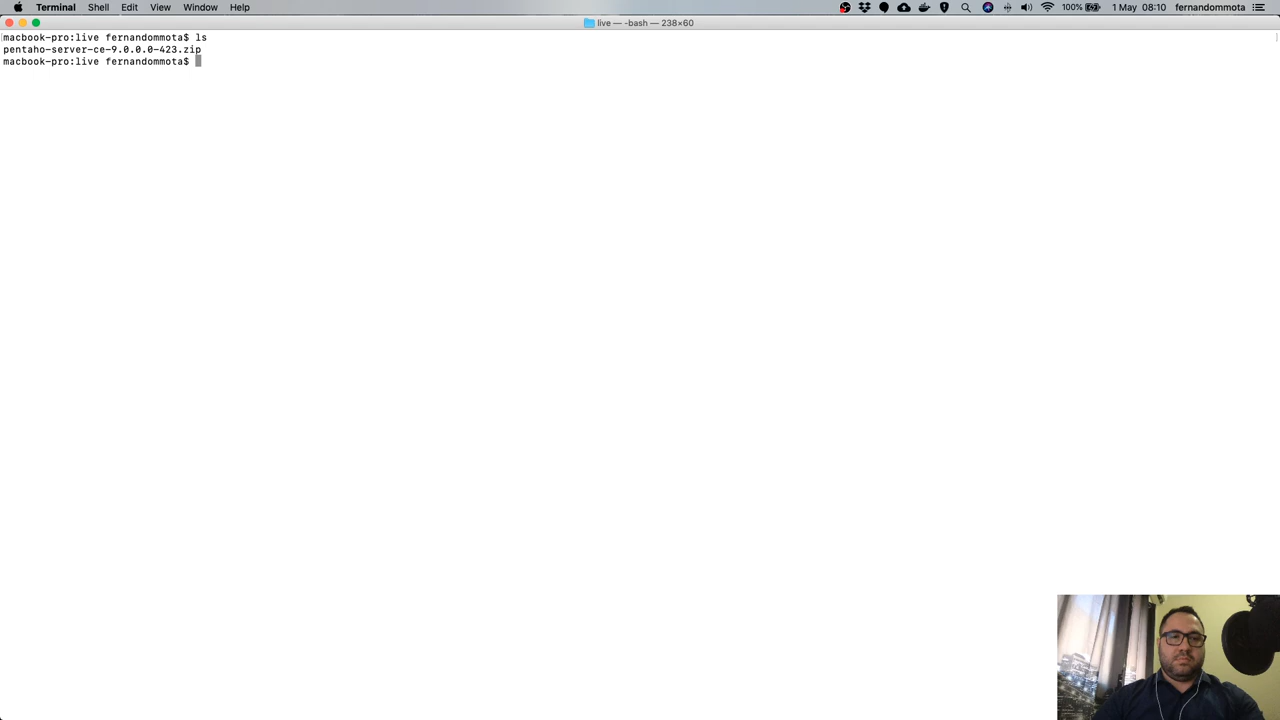 Terminal Shell Edit View Window Help 100% 1 May 08:10 fernandommota
live — -bash — 238×60
macbook-pro:live fernandommota$ ls
pentaho-server-ce-9.0.0.0-423.zip
macbook-pro:live fernandommota$